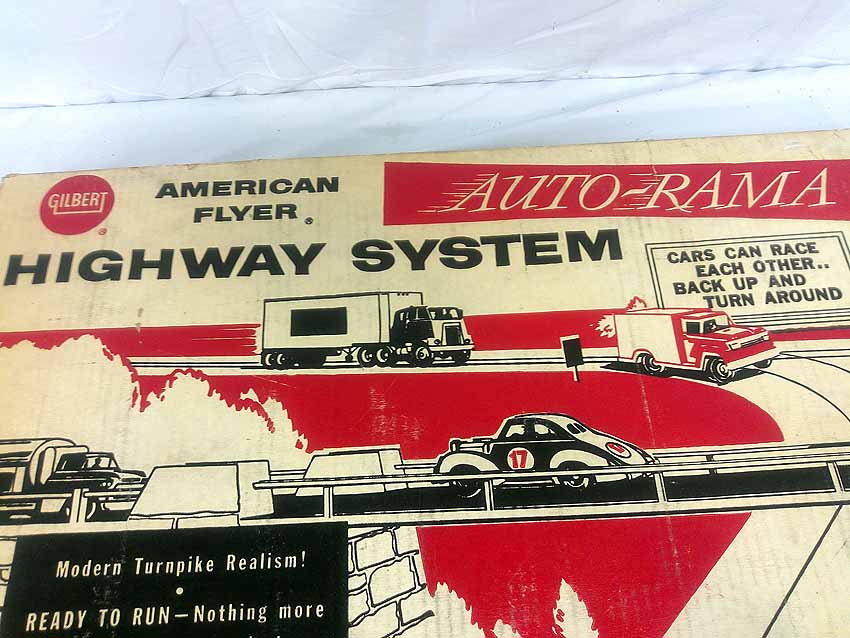 GILBERT
AMERICAN
FLYER
AUTO-RAMA
HIGHWAY SYSTEM
CARS CAN RACE
EACH OTHER..
BACK UP AND
TURN AROUND
17
Modern Turnpike Realism!
•
READY TO RUN—Nothing more